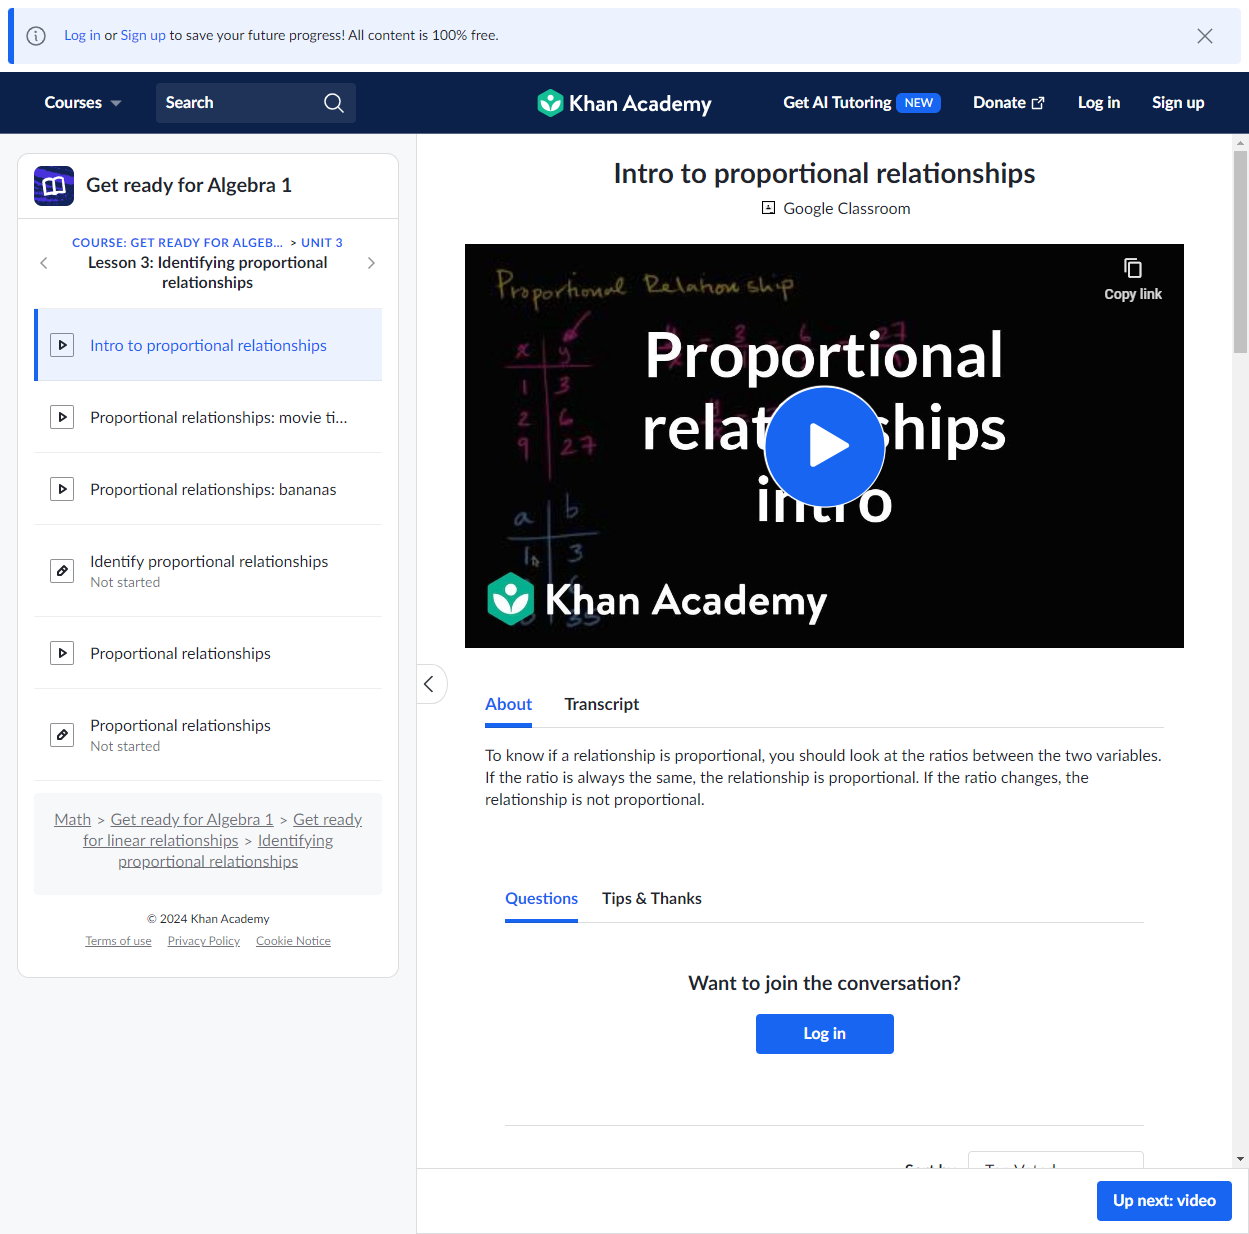 Log in or Sign up to save your future progress! All content is 100% free.
Courses
Search
Khan Academy
Get AI Tutoring NEW
Donate
Log in
Sign up
Get ready for Algebra 1
COURSE: GET READY FOR ALGEB... > UNIT 3
Lesson 3: Identifying proportional
relationships
Intro to proportional relationships
Proportional relationships: movie ti...
Proportional relationships: bananas
Identify proportional relationships
Not started
Proportional relationships
Proportional relationships
Not started
Math > Get ready for Algebra 1 > Get ready
for linear relationships > Identifying
proportional relationships
© 2024 Khan Academy
Terms of use Privacy Policy Cookie Notice
Intro to proportional relationships
Google Classroom
Proportional Relationship
Copy link
Proportional
intro
x y
1 3
2 6
9 27
a b
1 3
Khan Academy
About Transcript
To know if a relationship is proportional, you should look at the ratios between the two variables.
If the ratio is always the same, the relationship is proportional. If the ratio changes, the
relationship is not proportional.
Questions Tips & Thanks
Want to join the conversation?
Log in
Up next: video